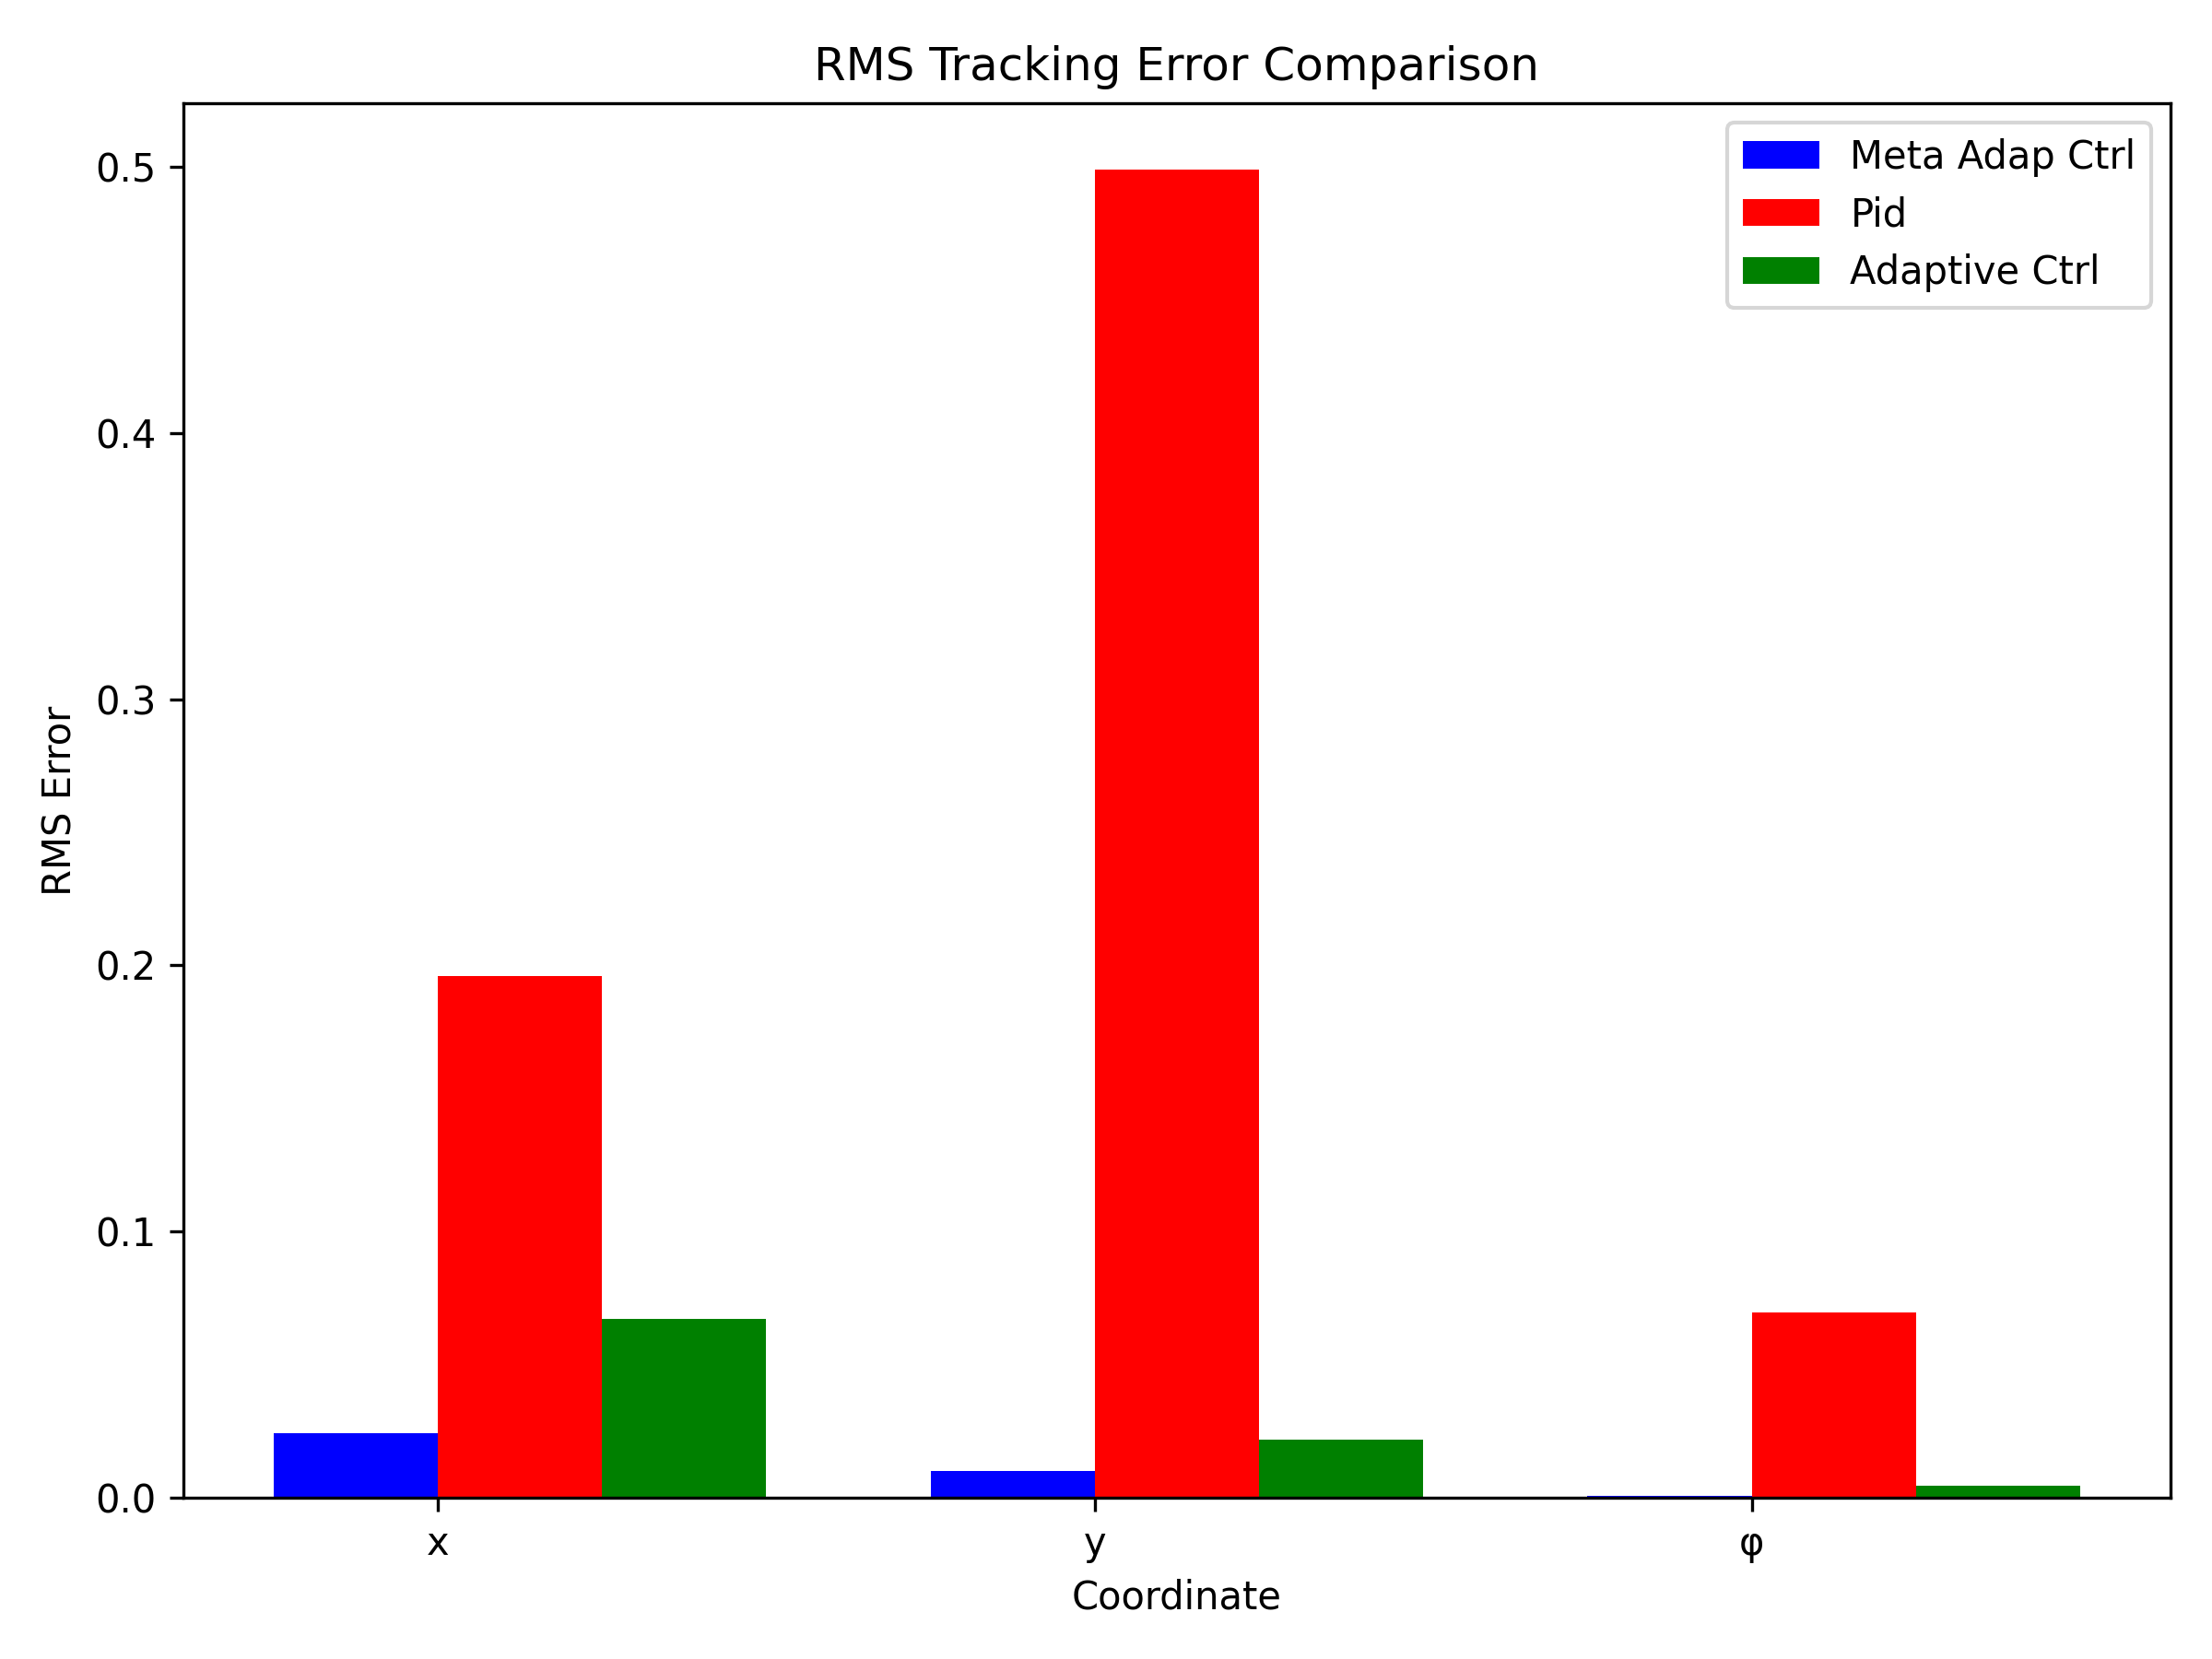 RMS Tracking Error Comparison
Meta Adap Ctrl
Pid
Adaptive Ctrl
0.5
0.4
0.3
0.2
0.1
0.0
RMS Error
x
y
φ
Coordinate